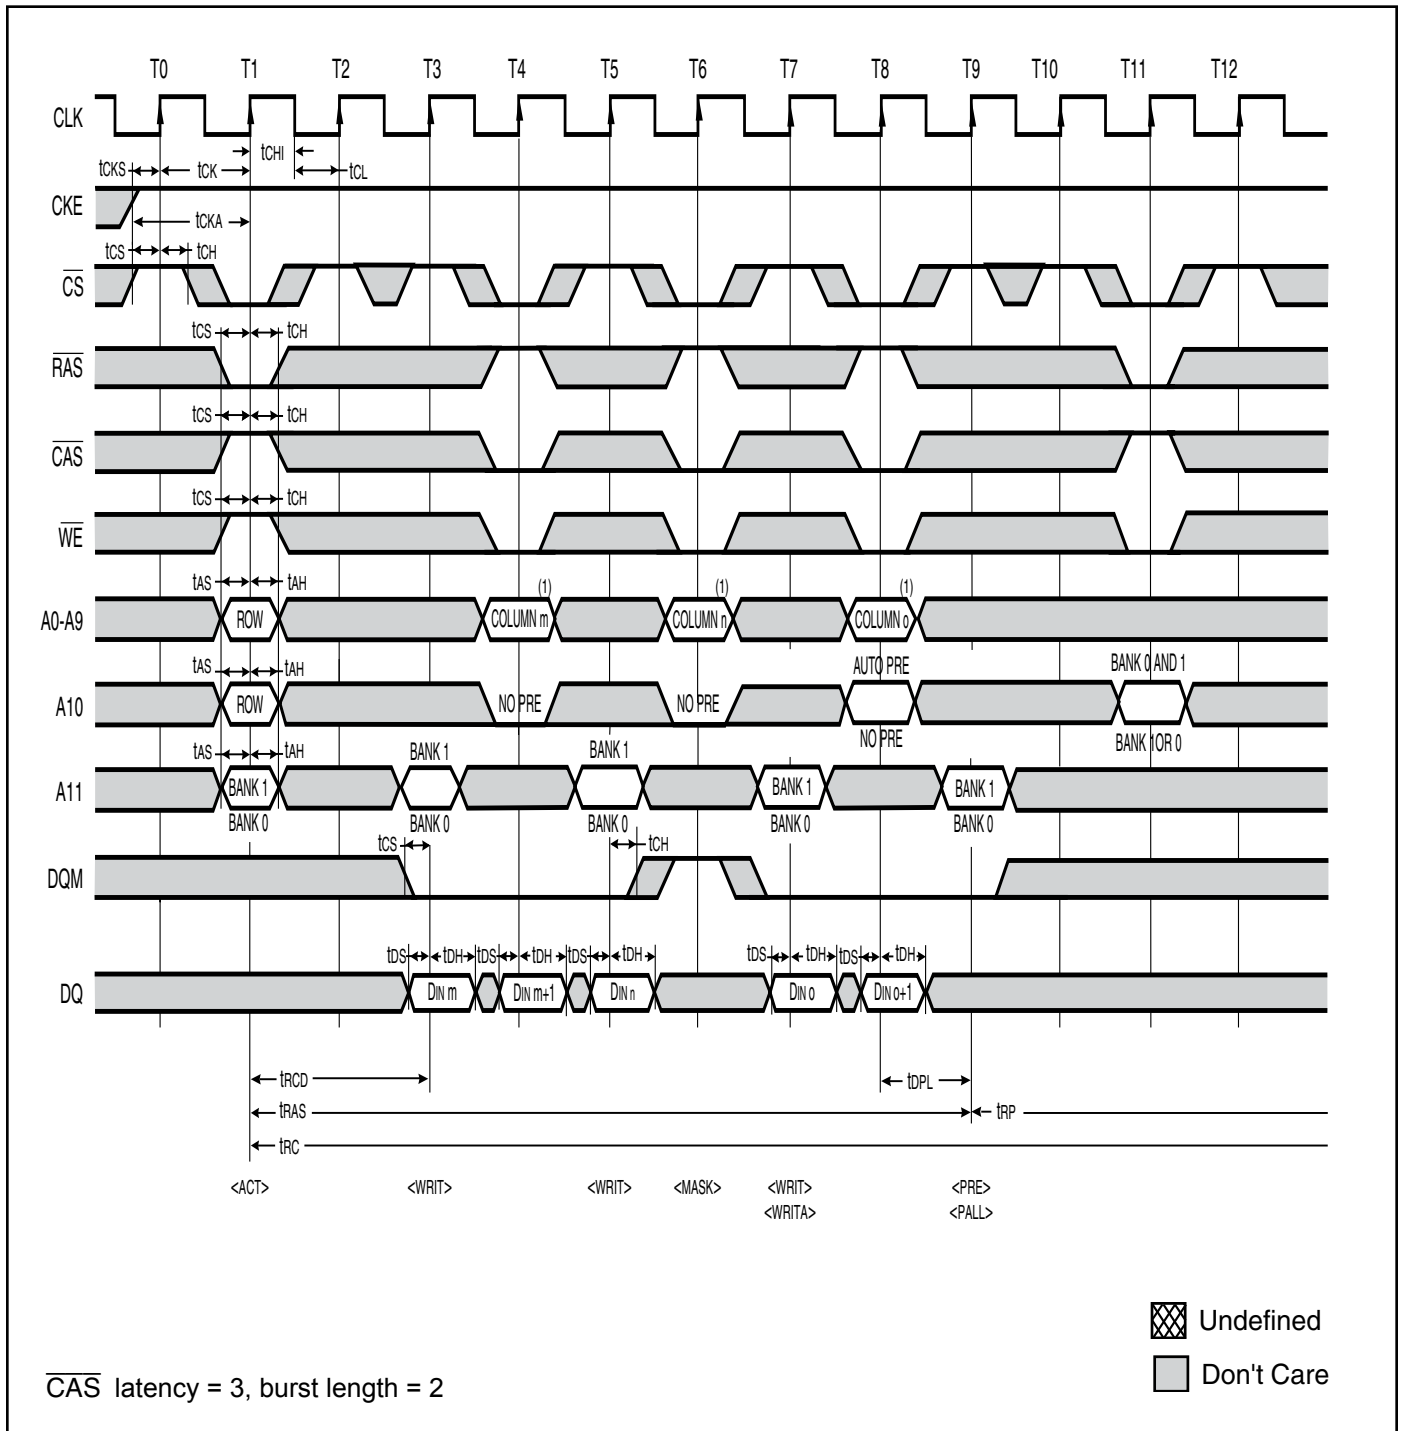 T0 T1 T2 T3 T4 T5 T6 T7 T8 T9 T10 T11 T12
CLK
tCHI
tCKS tCK tCL
CKE
tCKA
tCS tCH
CS
tCS tCH
RAS
tCS tCH
CAS
tCS tCH
WE
tAS tAH (1) (1) (1)
A0-A9 ROW COLUMN m COLUMN n COLUMN o
tAS tAH AUTO PRE BANK 0 AND 1
A10 ROW NO PRE NO PRE
NO PRE BANK 1OR 0
tAS tAH BANK 1 BANK 1
A11 BANK 1 BANK 1 BANK 1
BANK 0 BANK 0 BANK 0 BANK 0 BANK 0
tCS tCH
DQM
tDS tDH tDS tDH tDS tDH tDS tDH tDS tDH
DQ DIN m DIN m+1 DIN n DIN o DIN o+1
tRCD tDPL
tRAS tRP
tRC
<ACT> <WRIT> <WRIT> <MASK> <WRIT> <PRE>
<WRITA> <PALL>
Undefined
Don't Care
CAS latency = 3, burst length = 2